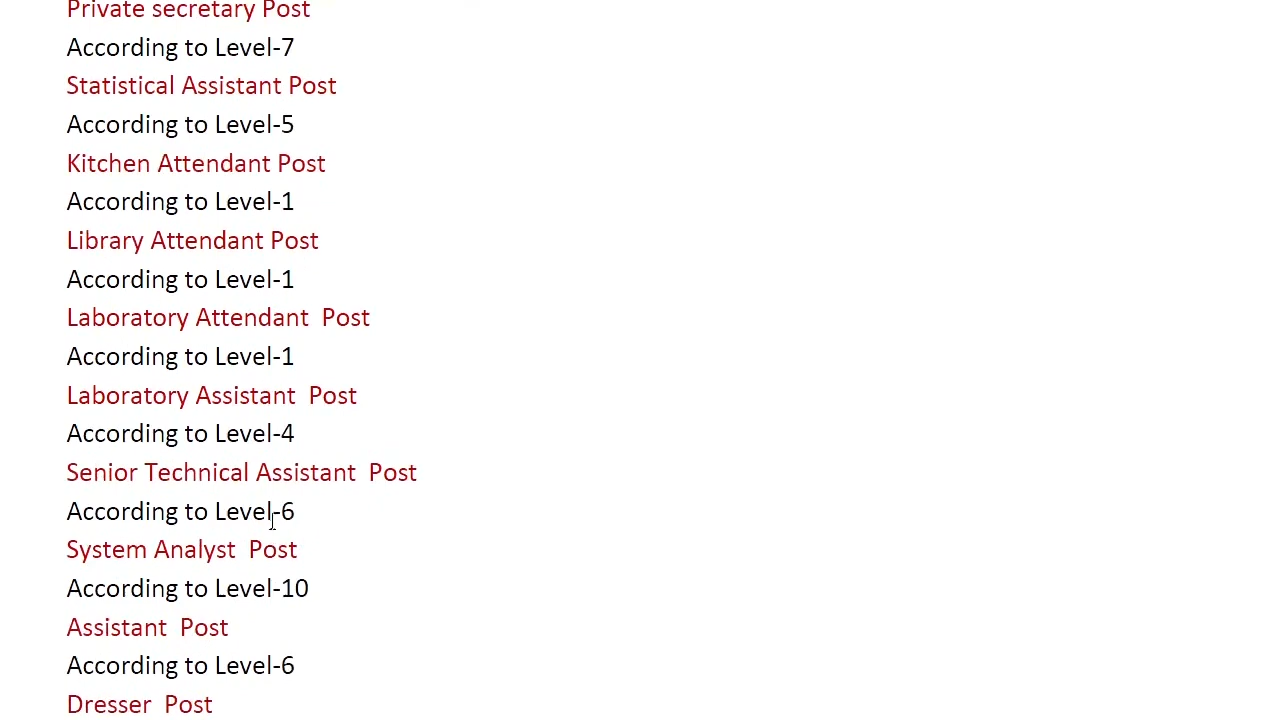 Private secretary Post
According to Level-7
Statistical Assistant Post
According to Level-5
Kitchen Attendant Post
According to Level-1
Library Attendant Post
According to Level-1
Laboratory Attendant  Post
According to Level-1
Laboratory Assistant  Post
According to Level-4
Senior Technical Assistant  Post
According to Level-6
System Analyst  Post
According to Level-10
Assistant  Post
According to Level-6
Dresser  Post